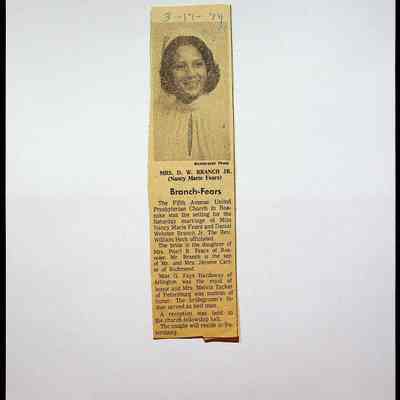 3-17-74
MRS. D. W. BRANCH JR.
(Nancy Marie Fears)
Branch-Fears
The Fifth Avenue United
Presbyterian Church in Roa-
noke was the setting for the
Saturday marriage of Miss
Nancy Marie Fears and Daniel
Webster Branch Jr. The Rev.
William Heck officiated.
The bride is the daughter of
Mrs. Pearl B. Fears of Roa-
noke. Mr. Branch is the son
of Mr. and Mrs. Jerome Car-
of Richmond.
Miss G. Faye Hardaway of
Arlington was the maid of
honor and Mrs. Melvin Tucker
of Petersburg was matron of
honor. The bridegroom's fa-
ther served as best man.
A reception was held in
the church fellowship hall.
The couple will reside in Pe-
tersburg.